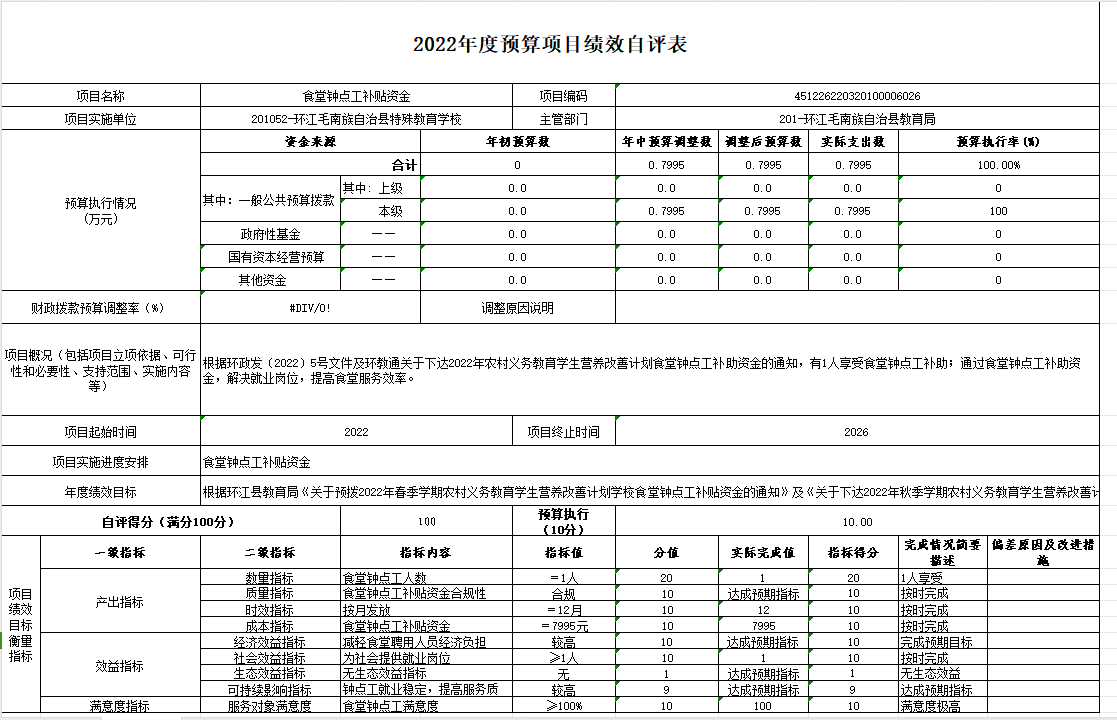 2022年度预算项目绩效自评表
项目名称 食堂钟点工补贴资金 项目编码 451226220320100006026
项目实施单位 201052-环江毛南族自治县特殊教育学校 主管部门 201-环江毛南族自治县教育局
预算执行情况
(万元)
资金来源 年初预算数 年中预算调整数 调整后预算数 实际支出数 预算执行率(%)
合计 0 0.7995 0.7995 0.7995 100.00%
其中：一般公共预算拨款 其中：上级 0.0 0.0 0.0 0.0 0
本级 0.0 0.7995 0.7995 0.7995 100
政府性基金 —— 0.0 0.0 0.0 0.0 0
国有资本经营预算 —— 0.0 0.0 0.0 0.0 0
其他资金 —— 0.0 0.0 0.0 0.0 0
财政拨款预算调整率（%） #DIV/0! 调整原因说明
项目概况（包括项目立项依据、可行
性和必要性、支持范围、实施内容
等）
根据环政发（2022）5号文件及环教通关于下达2022年农村义务教育学生营养改善计划食堂钟点工补助资金的通知，有1人享受食堂钟点工补助；通过食堂钟点工补助资
金，解决就业岗位，提高食堂服务效率。
项目起始时间 2022 项目终止时间 2026
项目实施进度安排 食堂钟点工补贴资金
年度绩效目标 根据环江县教育局《关于预拨2022年春季学期农村义务教育学生营养改善计划学校食堂钟点工补贴资金的通知》及《关于下达2022年秋季学期农村义务教育学生营养改善计
自评得分（满分100分） 100 预算执行
（10分） 10.00
项目
绩效
目标
衡量
指标
一级指标 二级指标 指标内容 指标值 分值 实际完成值 指标得分 完成情况简要
描述 偏差原因及改进措
施
产出指标 数量指标 食堂钟点工人数 ＝1人 20 1 20 1人享受
质量指标 食堂钟点工补贴资金合规性 合规 10 达成预期指标 10 按时完成
时效指标 按月发放 ＝12月 10 12 10 按时完成
成本指标 食堂钟点工补贴资金 ＝7995元 10 7995 10 按时完成
效益指标 经济效益指标 减轻食堂聘用人员经济负担 较高 10 达成预期指标 10 完成预期目标
社会效益指标 为社会提供就业岗位 ≥1人 10 1 10 按时完成
生态效益指标 无生态效益指标 无 1 达成预期指标 1 无生态效益
可持续影响指标 钟点工就业稳定，提高服务质 较高 9 达成预期指标 9 达成预期指标
满意度指标 服务对象满意度 食堂钟点工满意度 ≥100% 10 100 10 满意度极高